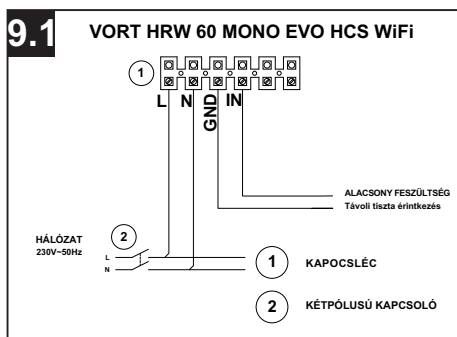 9.1 VORT HRW 60 MONO EVO HCS WiFi
1
L N GND IN
ALACSONY FESZÜLTSÉG
Távoli tiszta érintkezés
HÁLÓZAT
230V~50Hz
2
L
N
1 KAPOCSLÉC
2 KÉTPÓLUSÚ KAPCSOLÓ